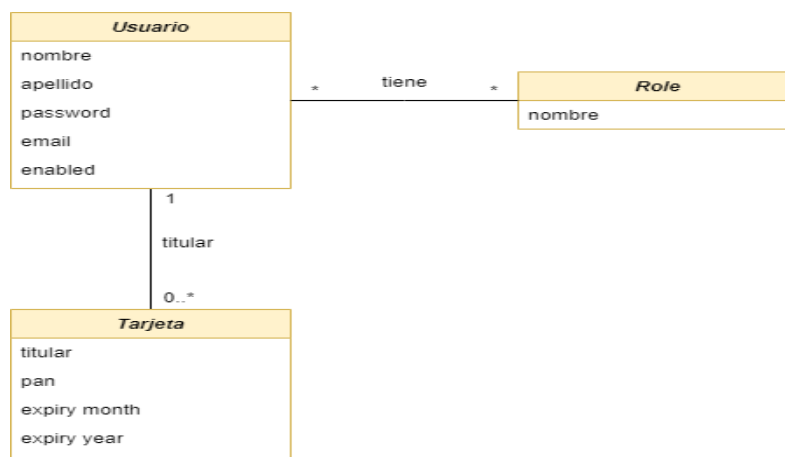 Usuario
nombre
apellido
password
email
enabled
* tiene *
Role
nombre
1
titular
0..*
Tarjeta
titular
pan
expiry month
expiry year